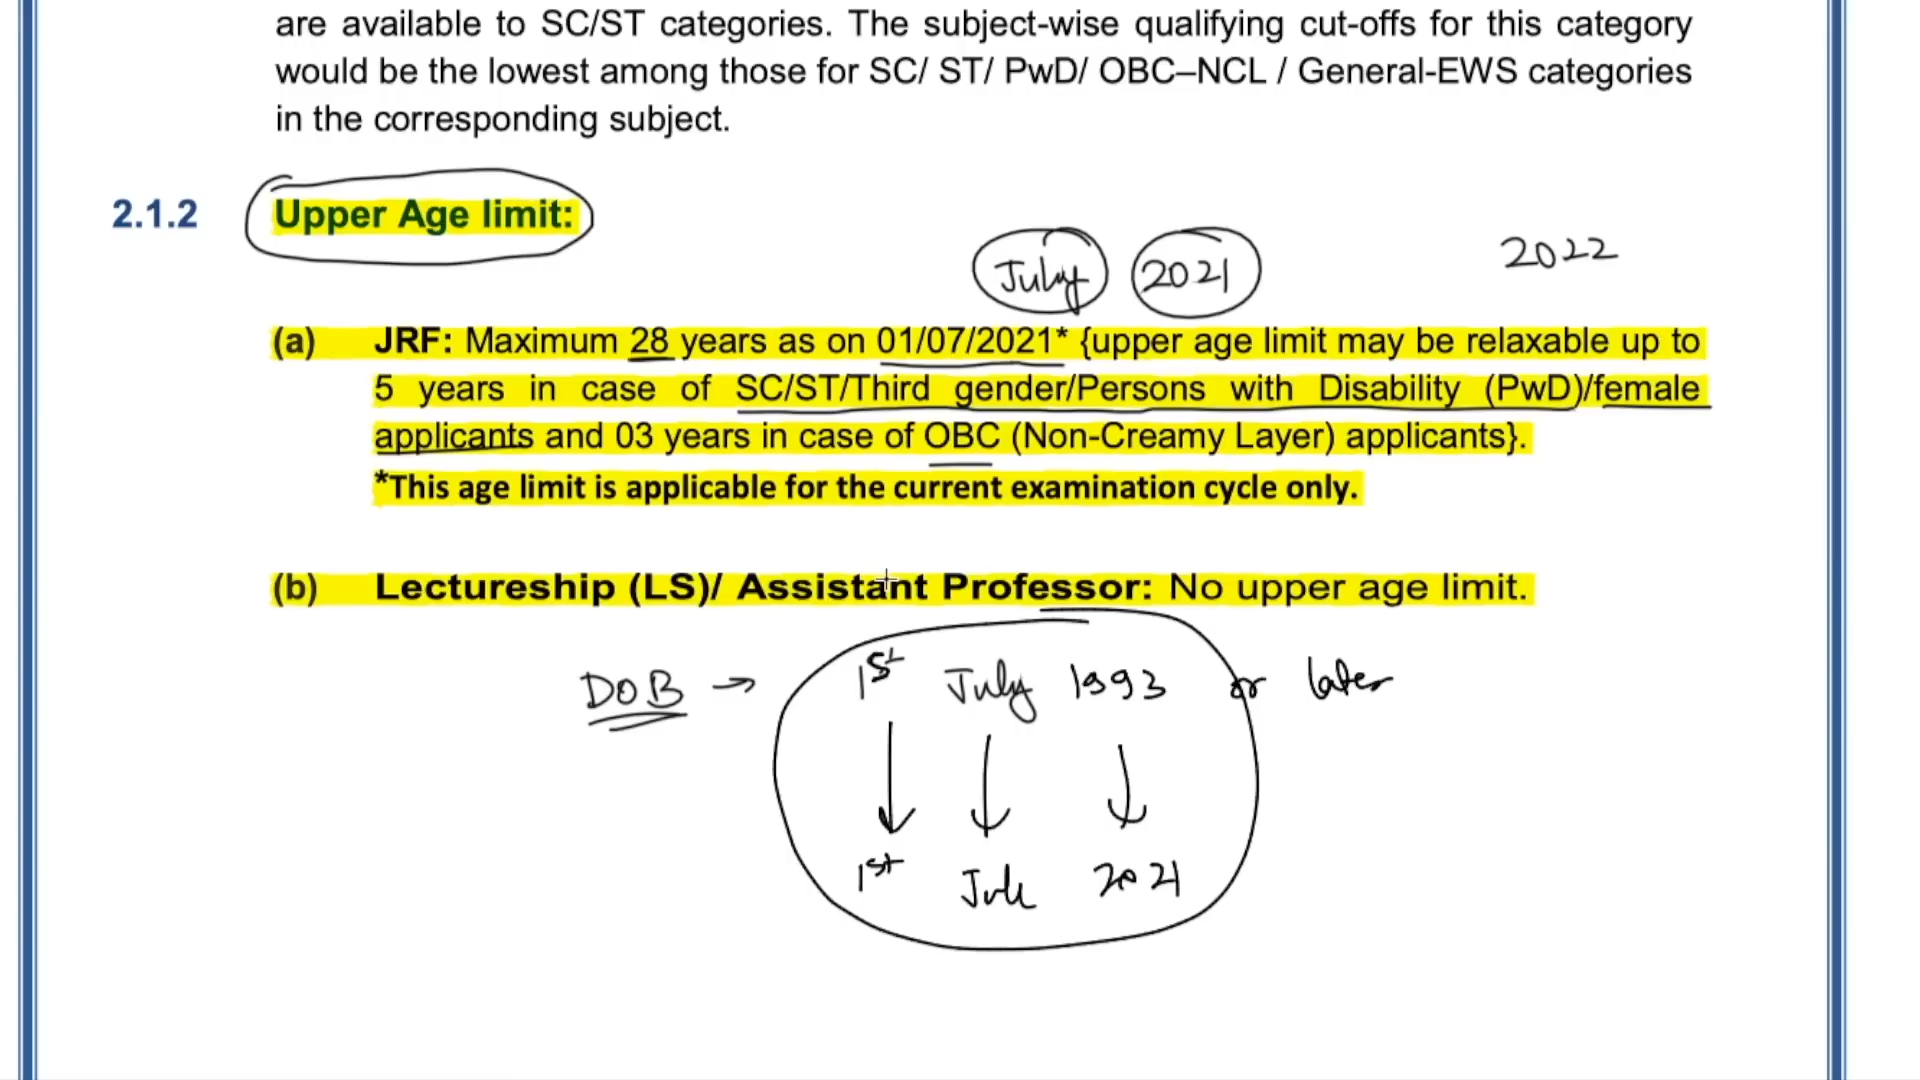 are available to SC/ST categories. The subject-wise qualifying cut-offs for this category
would be the lowest among those for SC/ ST/ PwD/ OBC–NCL / General-EWS categories
in the corresponding subject.
2.1.2 Upper Age limit:
July 2021 2022
(a) JRF: Maximum 28 years as on 01/07/2021* {upper age limit may be relaxable up to
5 years in case of SC/ST/Third gender/Persons with Disability (PwD)/female
applicants and 03 years in case of OBC (Non-Creamy Layer) applicants}.
*This age limit is applicable for the current examination cycle only.
(b) Lectureship (LS)/ Assistant Professor: No upper age limit.
DOB → 1st July 1993 or later
1st July 2021